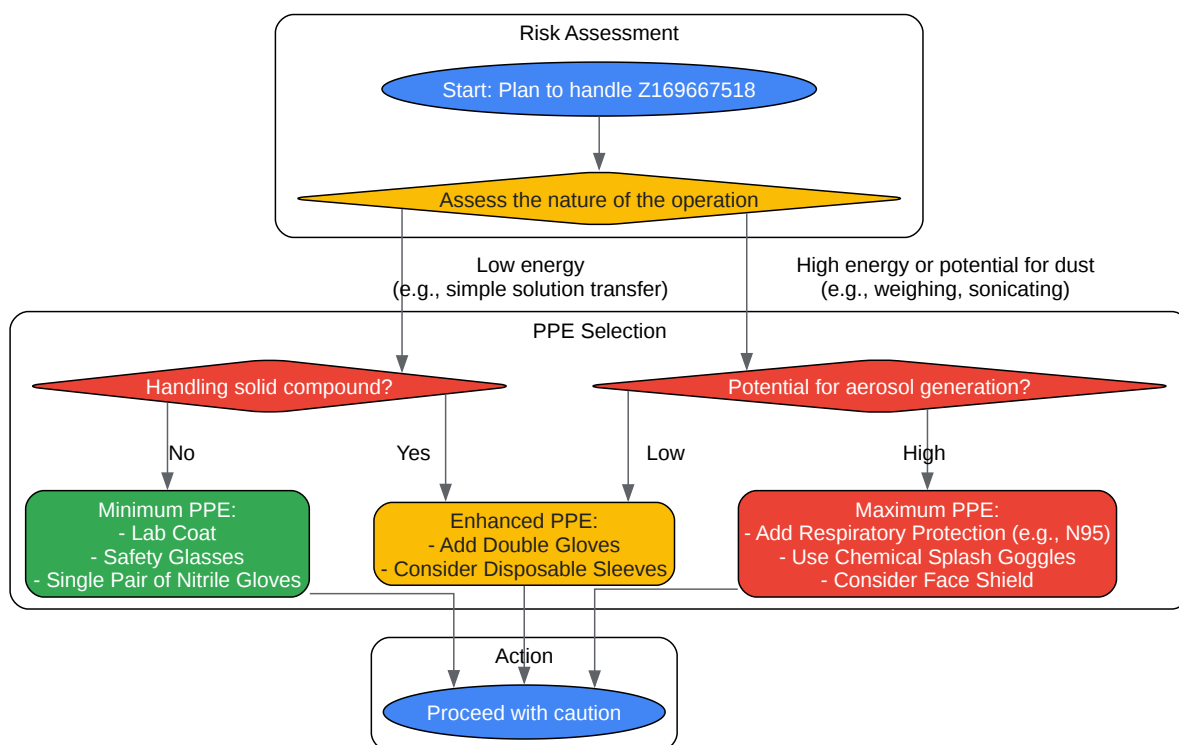 Risk Assessment
Start: Plan to handle Z169667518
Assess the nature of the operation
Low energy
(e.g., simple solution transfer)
High energy or potential for dust
(e.g., weighing, sonicating)
PPE Selection
Handling solid compound?
Potential for aerosol generation?
No
Yes
Low
High
Minimum PPE:
- Lab Coat
- Safety Glasses
- Single Pair of Nitrile Gloves
Enhanced PPE:
- Add Double Gloves
- Consider Disposable Sleeves
Maximum PPE:
- Add Respiratory Protection (e.g., N95)
- Use Chemical Splash Goggles
- Consider Face Shield
Action
Proceed with caution